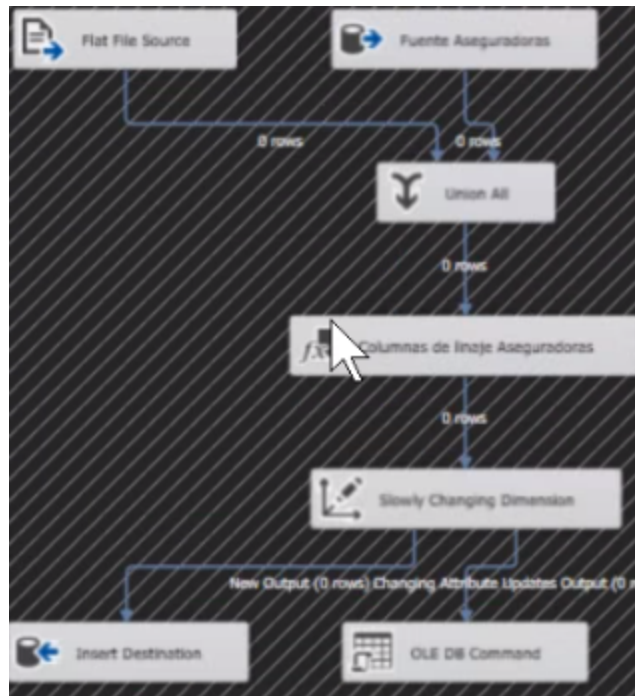 Flat File Source
Fuente Aseguradoras
0 rows
0 rows
Union All
0 rows
fx
Columnas de linaje Aseguradoras
0 rows
Slowly Changing Dimension
New Output (0 rows)
Changing Attribute Updates Output (0 r
Insert Destination
OLE DB Command